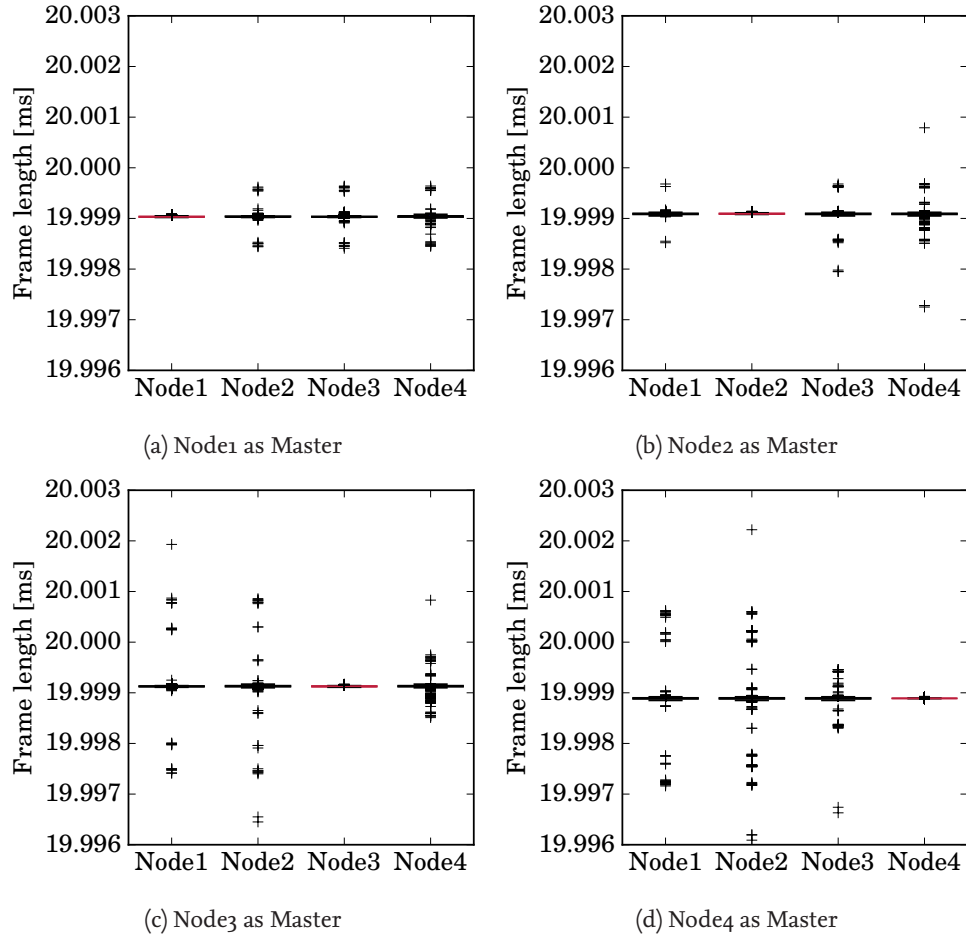 20.003
20.002
20.001
20.000
19.999
19.998
19.997
19.996
Frame length [ms]
Node1 Node2 Node3 Node4
(a) Node1 as Master
20.003
20.002
20.001
20.000
19.999
19.998
19.997
19.996
Frame length [ms]
Node1 Node2 Node3 Node4
(b) Node2 as Master
20.003
20.002
20.001
20.000
19.999
19.998
19.997
19.996
Frame length [ms]
Node1 Node2 Node3 Node4
(c) Node3 as Master
20.003
20.002
20.001
20.000
19.999
19.998
19.997
19.996
Frame length [ms]
Node1 Node2 Node3 Node4
(d) Node4 as Master